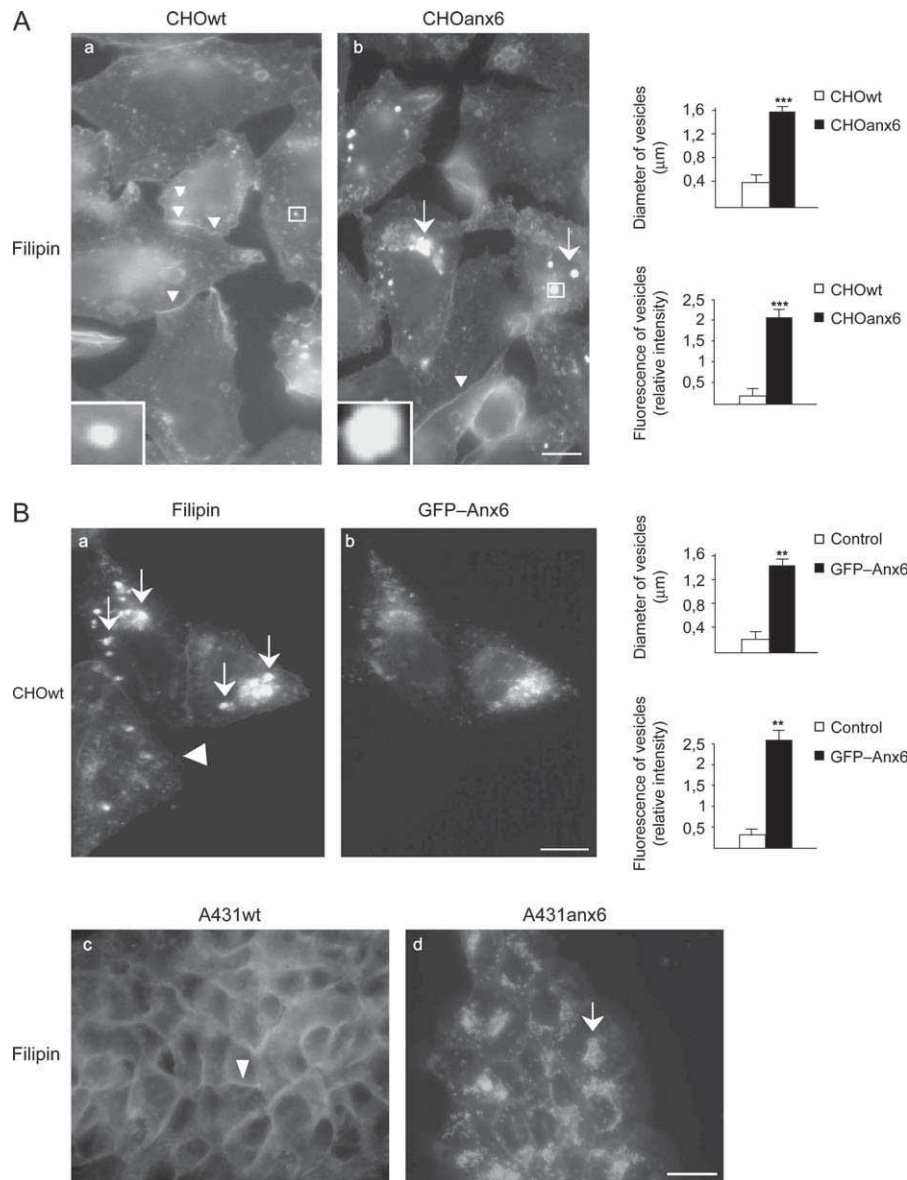 A
CHOwt
CHOanx6
a
b
Filipin
Diameter of vesicles
(µm)
1,6
1,2
0,8
0,4
***
CHOwt
CHOanx6
Fluorescence of vesicles
(relative intensity)
2,5
2
1,5
1
0,5
***
CHOwt
CHOanx6
B
Filipin
GFP–Anx6
a
b
CHOwt
Diameter of vesicles
(µm)
1,6
1,2
0,8
0,4
**
Control
GFP–Anx6
Fluorescence of vesicles
(relative intensity)
2,5
2
1,5
1
0,5
**
Control
GFP–Anx6
A431wt
A431anx6
c
d
Filipin